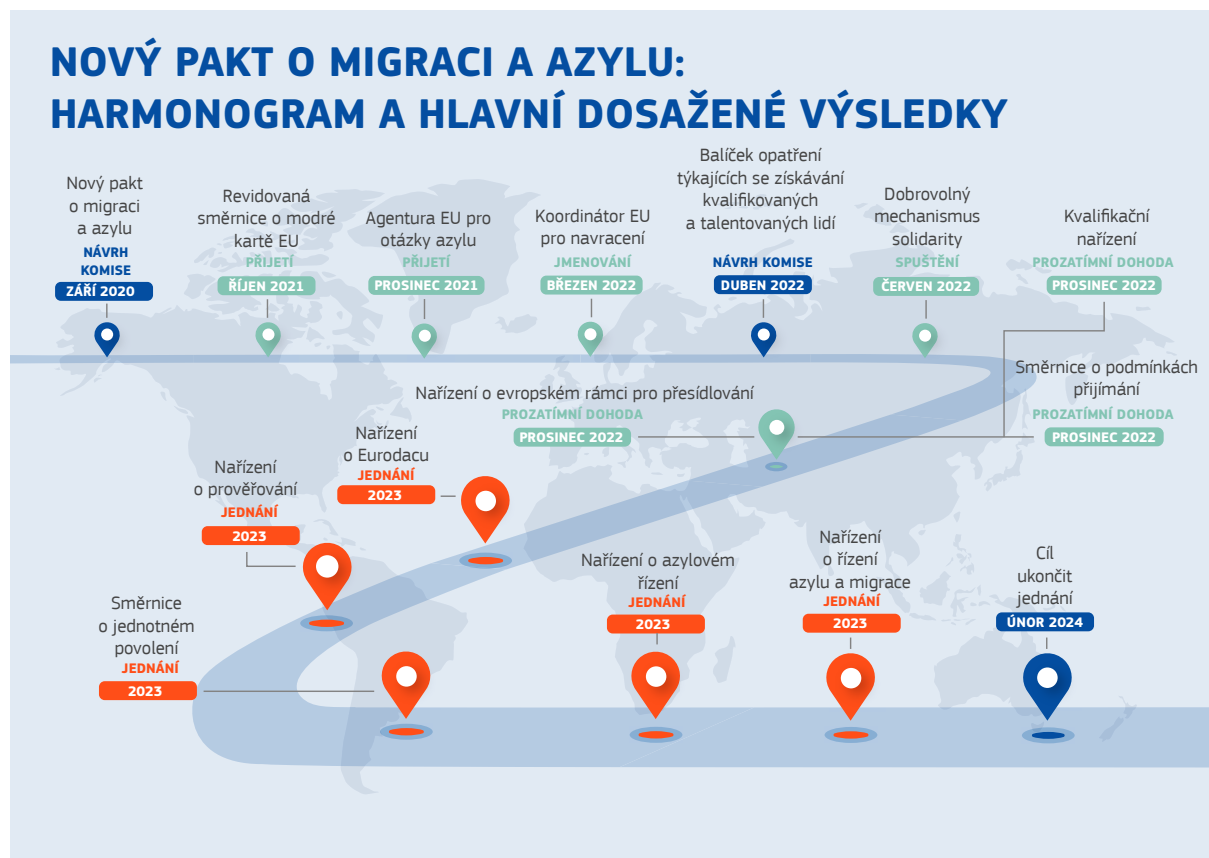 NOVÝ PAKT O MIGRACI A AZYLU:
HARMONOGRAM A HLAVNÍ DOSAŽENÉ VÝSLEDKY
Nový pakt
o migraci
a azylu
NÁVRH
KOMISE
ZÁŘÍ 2020
Revidovaná
směrnice o modré
kartě EU
PŘIJETÍ
ŘÍJEN 2021
Agentura EU pro
otázky azylu
PŘIJETÍ
PROSINEC 2021
Koordinátor EU
pro navracení
JMENOVÁNÍ
BŘEZEN 2022
Balíček opatření
týkajících se získávání
kvalifikovaných
a talentovaných lidí
NÁVRH KOMISE
DUBEN 2022
Dobrovolný
mechanismus
solidarity
SPUŠTĚNÍ
ČERVEN 2022
Kvalifikační
nařízení
PROZATÍMNÍ DOHODA
PROSINEC 2022
Směrnice o podmínkách
přijímání
PROZATÍMNÍ DOHODA
PROSINEC 2022
Nařízení o evropském rámci pro přesídlování
PROZATÍMNÍ DOHODA
PROSINEC 2022
Nařízení
o Eurodacu
JEDNÁNÍ
2023
Nařízení
o prověřování
JEDNÁNÍ
2023
Směrnice
o jednotném
povolení
JEDNÁNÍ
2023
Nařízení o azylovém
řízení
JEDNÁNÍ
2023
Nařízení
o řízení
azylu a migrace
JEDNÁNÍ
2023
Cíl
ukončit
jednání
ÚNOR 2024